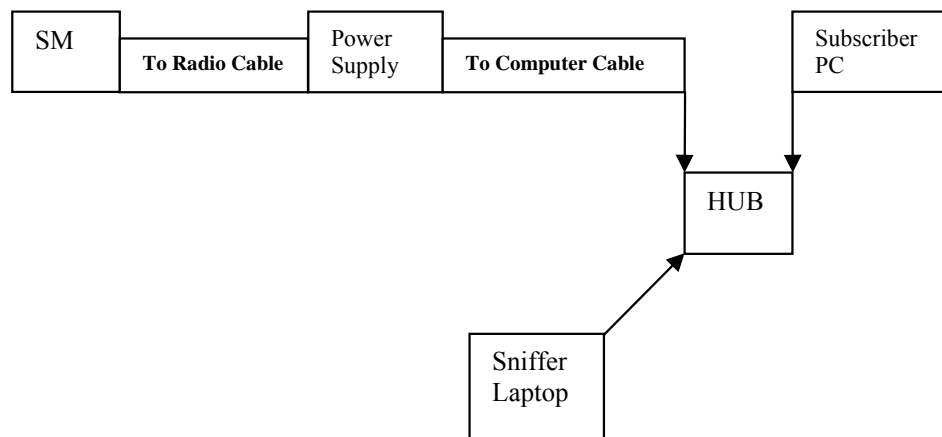 SM
To Radio Cable
Power
Supply
To Computer Cable
Subscriber
PC
HUB
Sniffer
Laptop